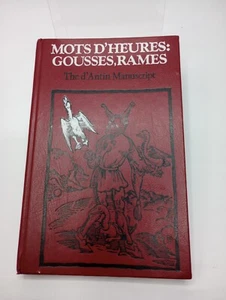 MOTS D'HEURES:
GOUSSES, RAMES
The d'Antin Manuscript